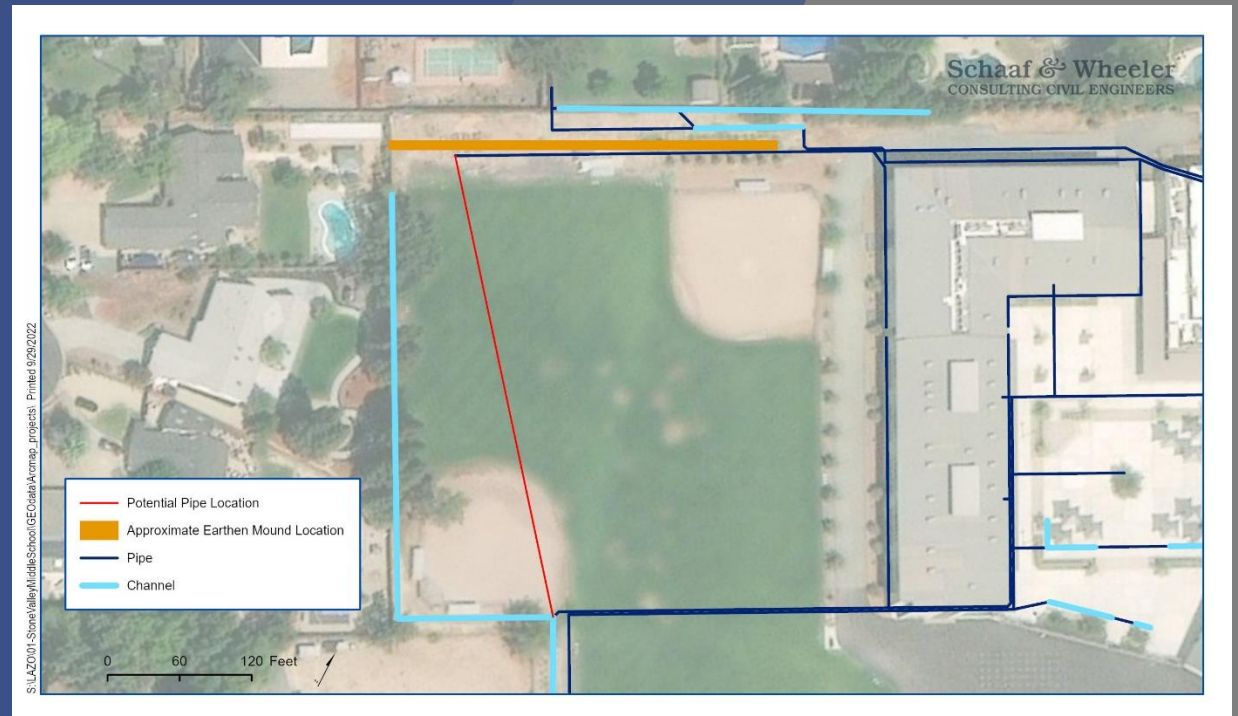 Schaaf & Wheeler
CONSULTING CIVIL ENGINEERS
S:\LAZO\01-StoneValleyMiddleSchool\GEOdata\Arcmap_projects\ Printed 9/29/2022
Potential Pipe Location
Approximate Earthen Mound Location
Pipe
Channel
0 60 120 Feet